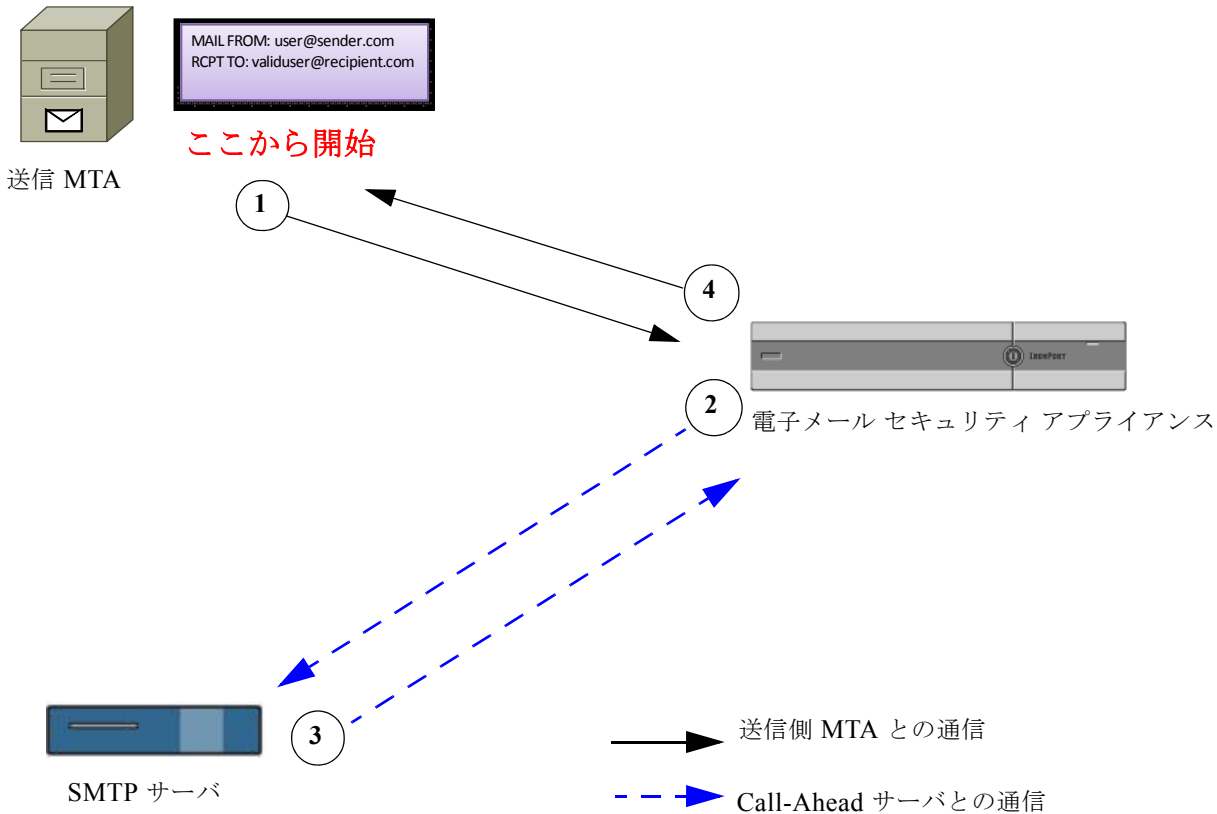 MAIL FROM: user@sender.com
RCPT TO: validuser@recipient.com
ここから開始
送信 MTA
1
4
IRONPORT
2
電子メール セキュリティ アプライアンス
3
SMTP サーバ
送信側 MTA との通信
Call-Ahead サーバとの通信